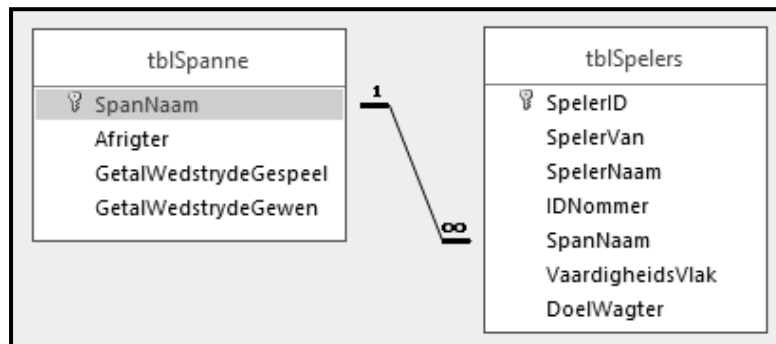 tblSpanne
SpanNaam
Afrigter
GetalWedstrydeGespeel
GetalWedstrydeGewen
1
∞
tblSpelers
SpelerID
SpelerVan
SpelerNaam
IDNommer
SpanNaam
VaardigheidsVlak
DoelWagter